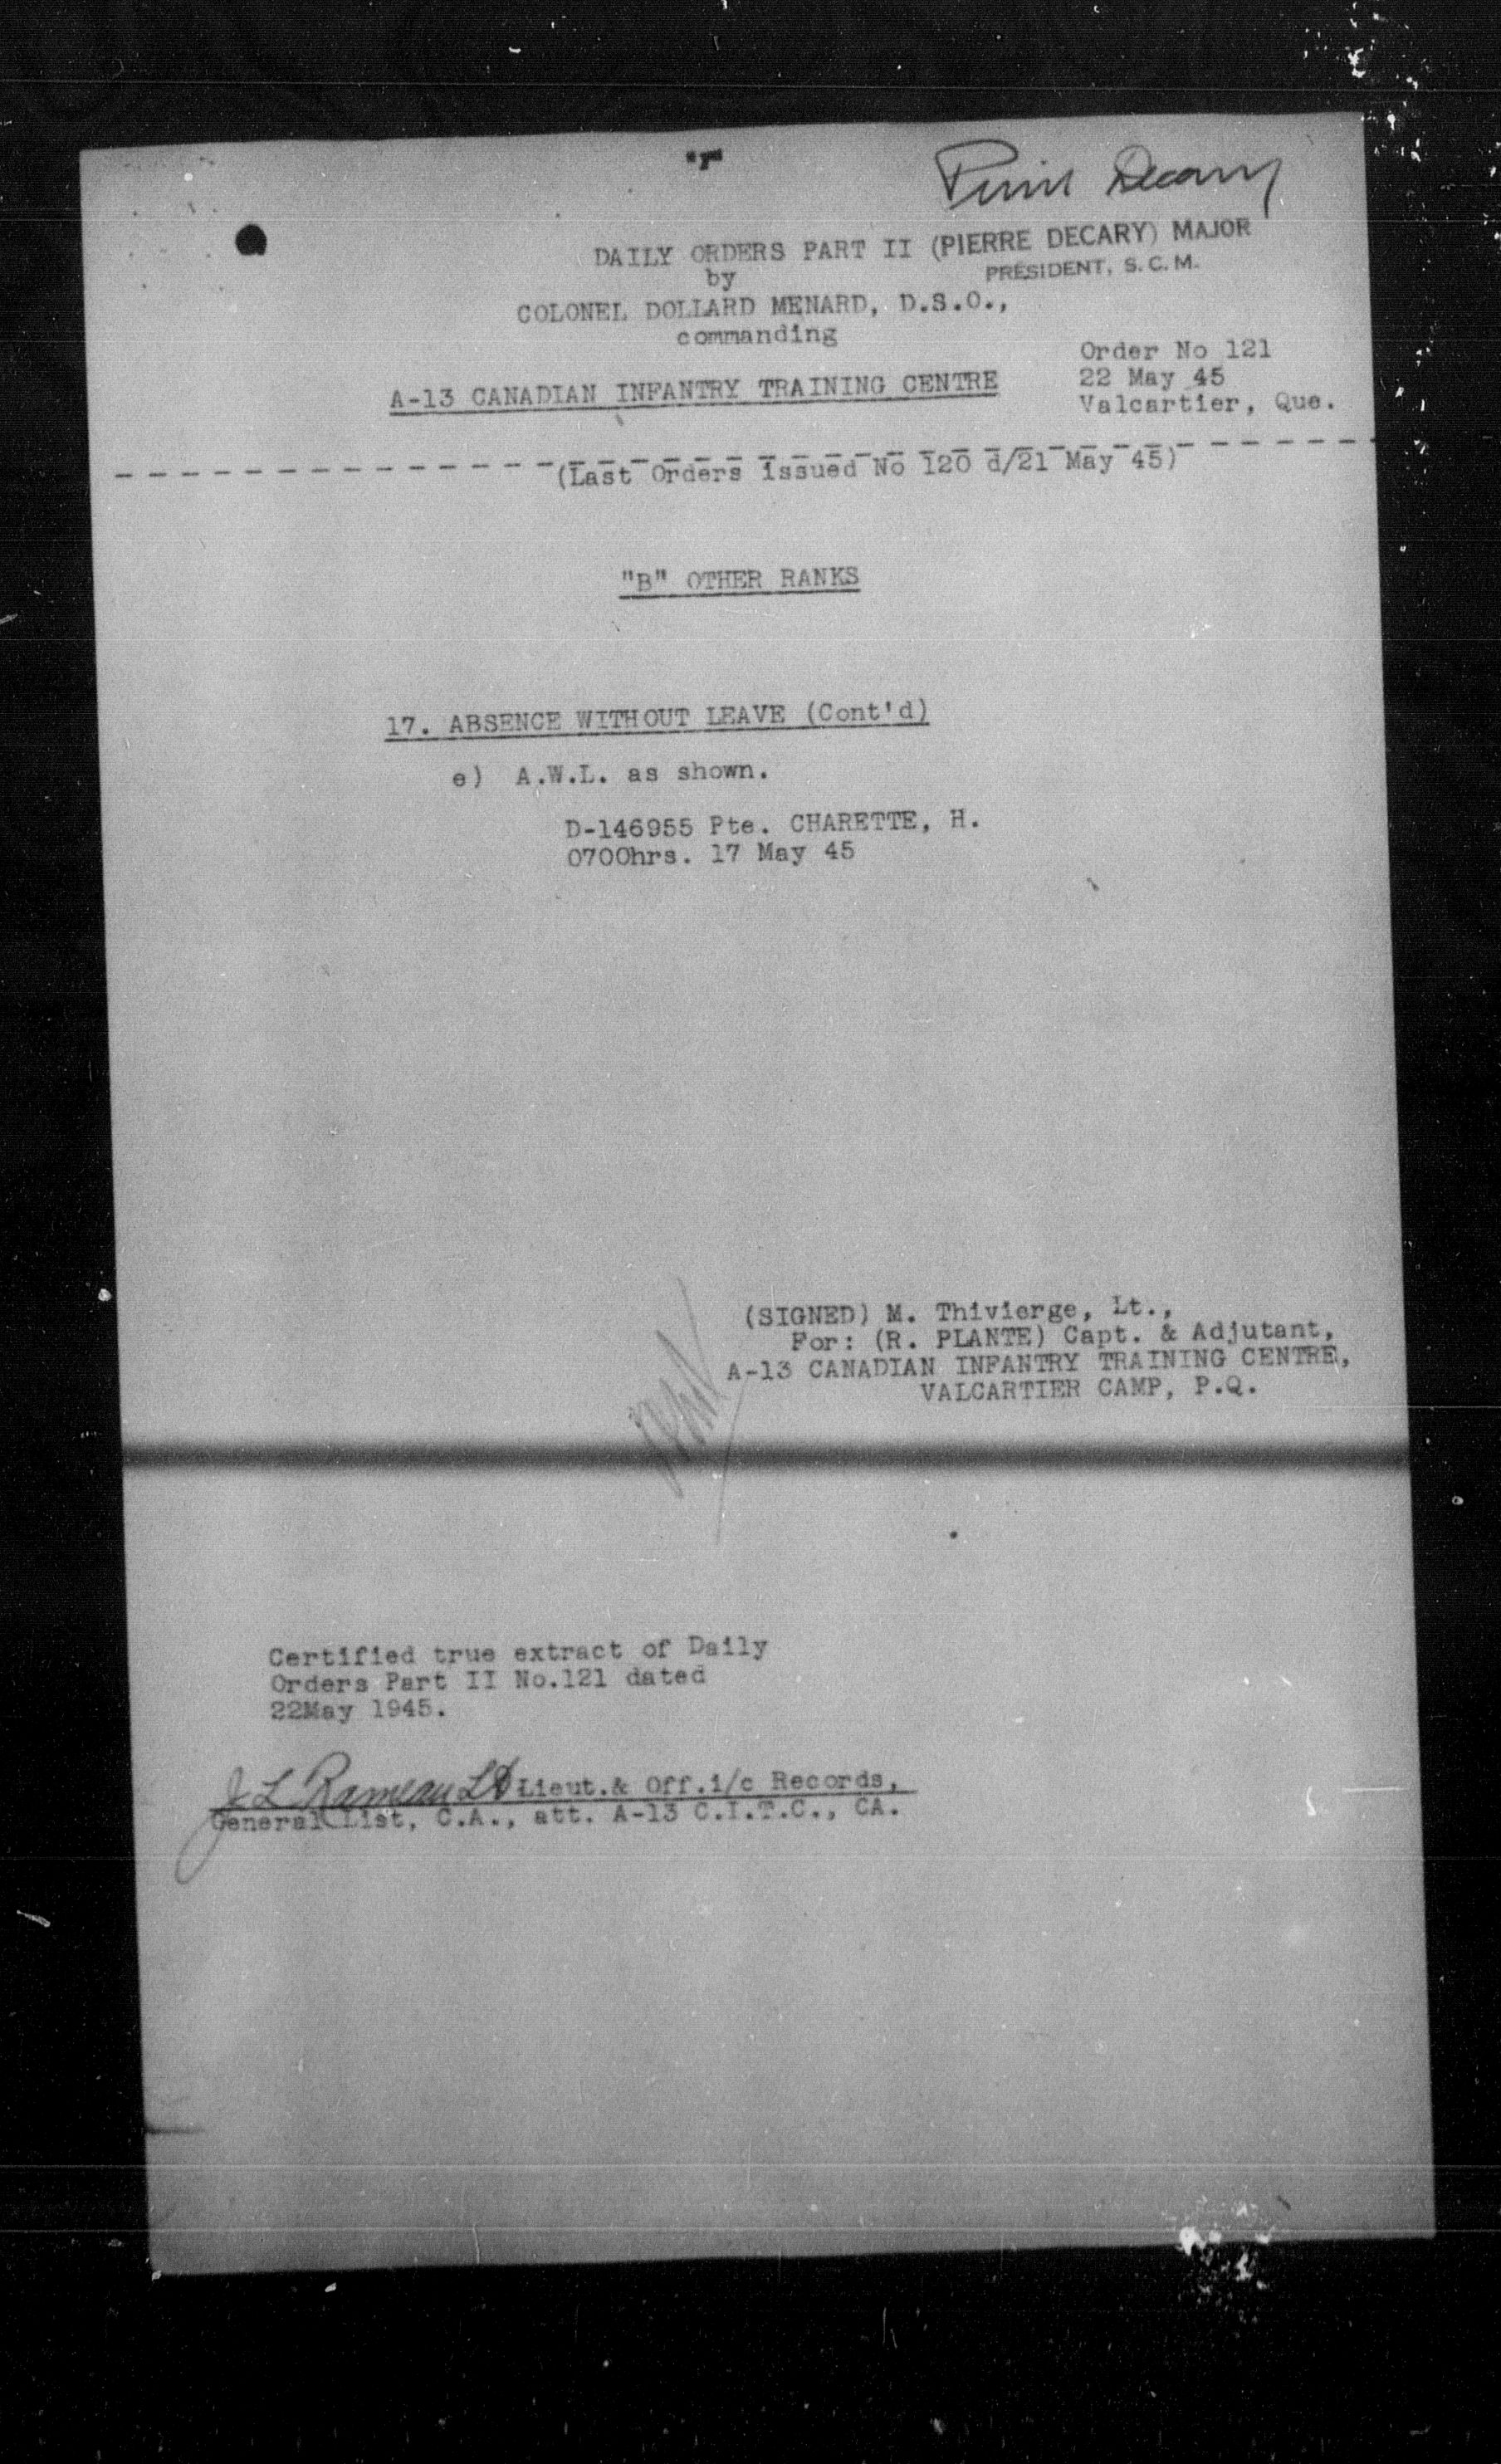 "F"
Pierre Decary
DAILY ORDERS PART II (PIERRE DECARY) MAJOR
by PRESIDENT, S.C.M.
COLONEL DOLLARD MENARD, D.S.O.,
commanding
Order No 121
22 May 45
A-13 CANADIAN INFANTRY TRAINING CENTRE
Valcartier, Que.
(Last Orders issued No 120 d/21 May 45)
"B" OTHER RANKS
17. ABSENCE WITHOUT LEAVE (Cont'd)
e) A.W.L. as shown.
D-146955 Pte. CHARETTE, H.
0700hrs. 17 May 45
(SIGNED) M. Thivierge, Lt.,
For: (R. PLANTE) Capt. & Adjutant,
A-13 CANADIAN INFANTRY TRAINING CENTRE,
VALCARTIER CAMP, P.Q.
Certified true extract of Daily
Orders Part II No.121 dated
22May 1945.
J L Rameau Lt Lieut.& Off.i/c Records,
General List, C.A., att. A-13 C.I.T.C., CA.